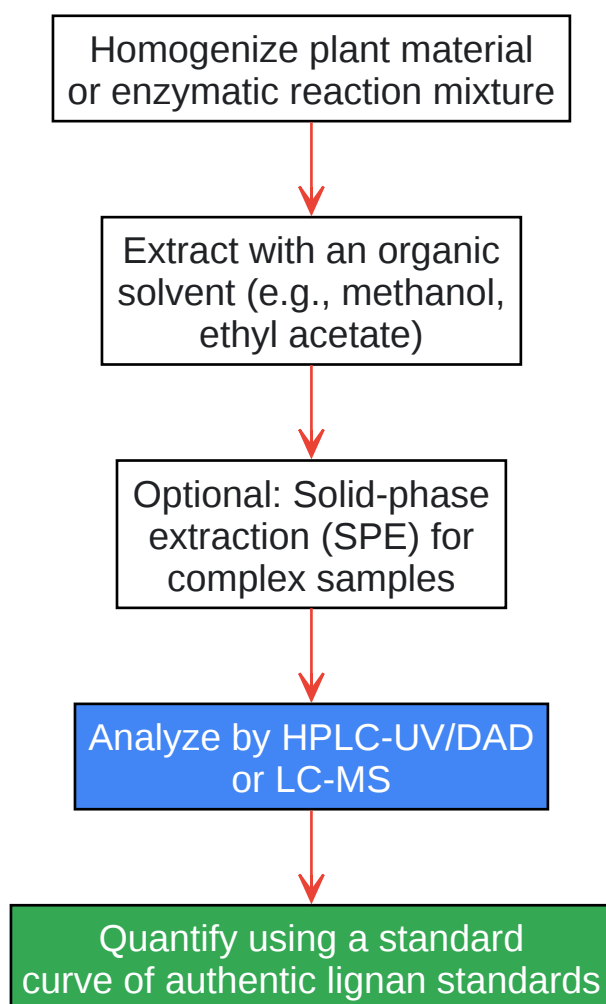 Homogenize plant material
or enzymatic reaction mixture
Extract with an organic
solvent (e.g., methanol,
ethyl acetate)
Optional: Solid-phase
extraction (SPE) for
complex samples
Analyze by HPLC-UV/DAD
or LC-MS
Quantify using a standard
curve of authentic lignan standards